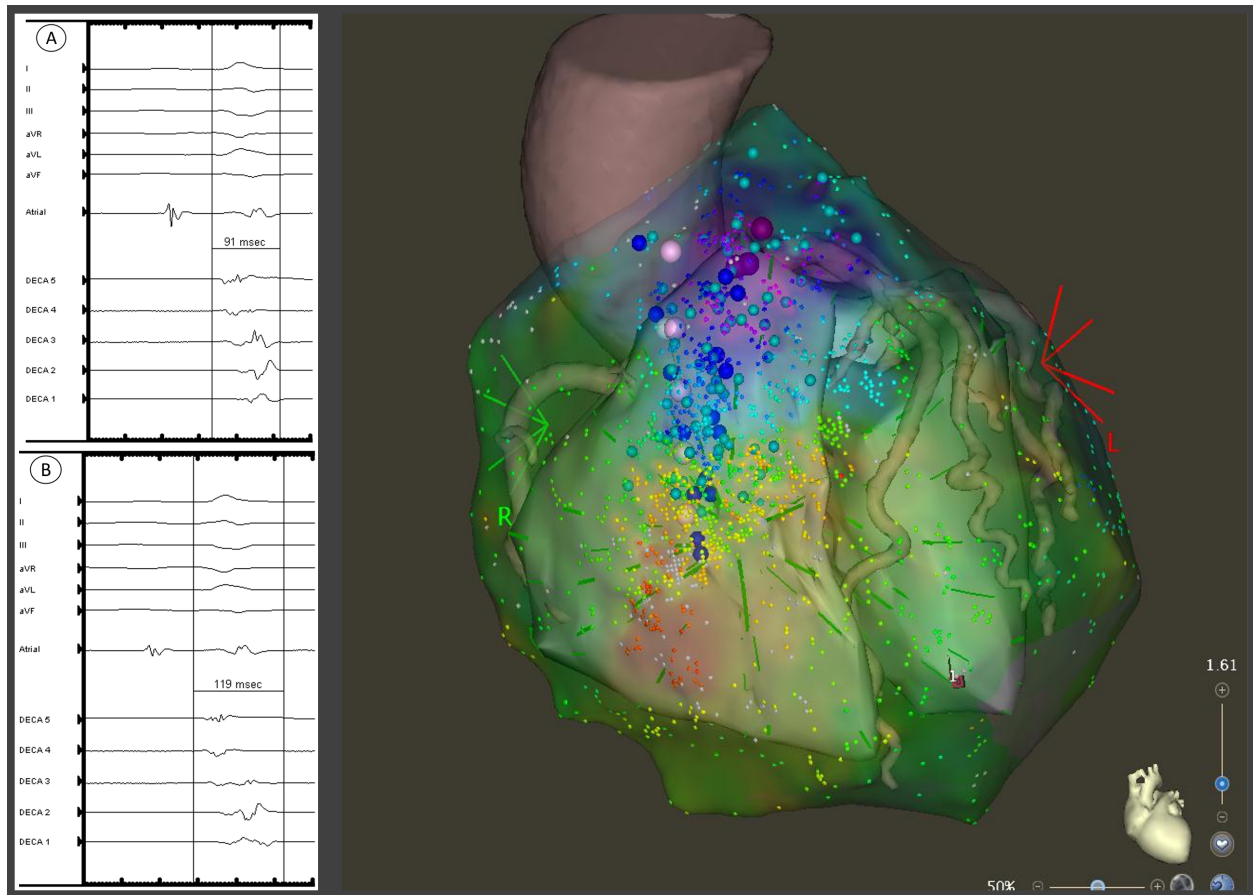 A
I
II
III
aVR
aVL
aVF
Atrial
91 msec
DECA 5
DECA 4
DECA 3
DECA 2
DECA 1
B
I
II
III
aVR
aVL
aVF
Atrial
119 msec
DECA 5
DECA 4
DECA 3
DECA 2
DECA 1
R
L
1
1.61
50%